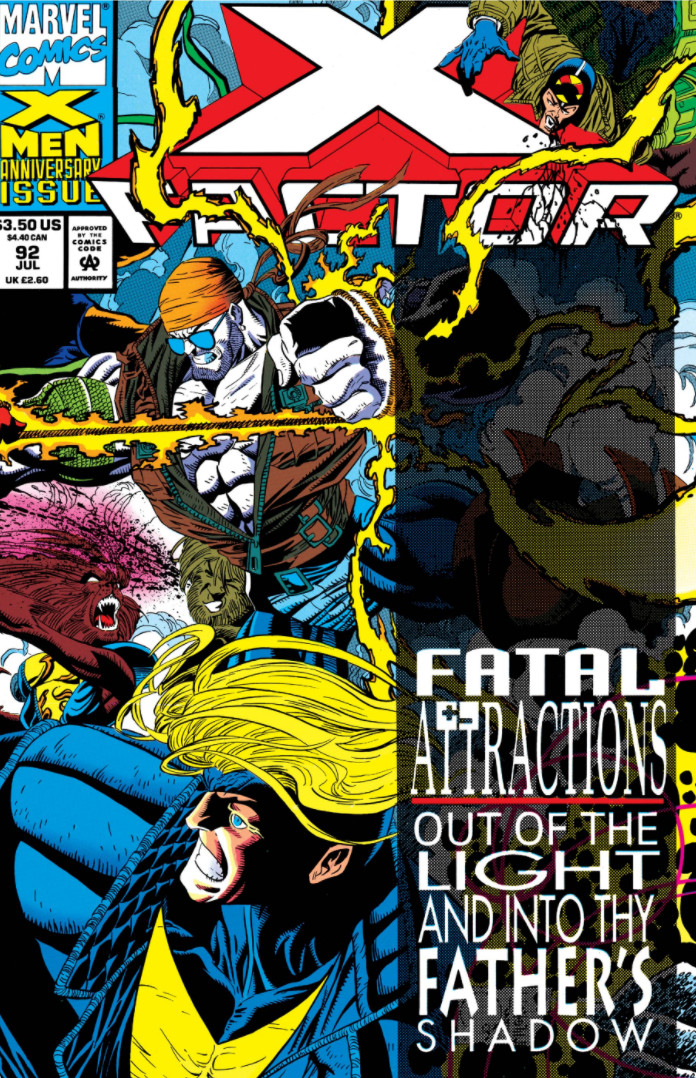 MARVEL
COMICS
M
X
MEN
ANNIVERSARY
ISSUE
$3.50 US
$4.40 CAN
92
JUL
UK £2.60
APPROVED
BY THE
COMICS
CODE
CA
AUTHORITY
X
FACTOR
FATAL
ATTRACTIONS
OUT OF THE
LIGHT
AND INTO THY
FATHER'S
SHADOW